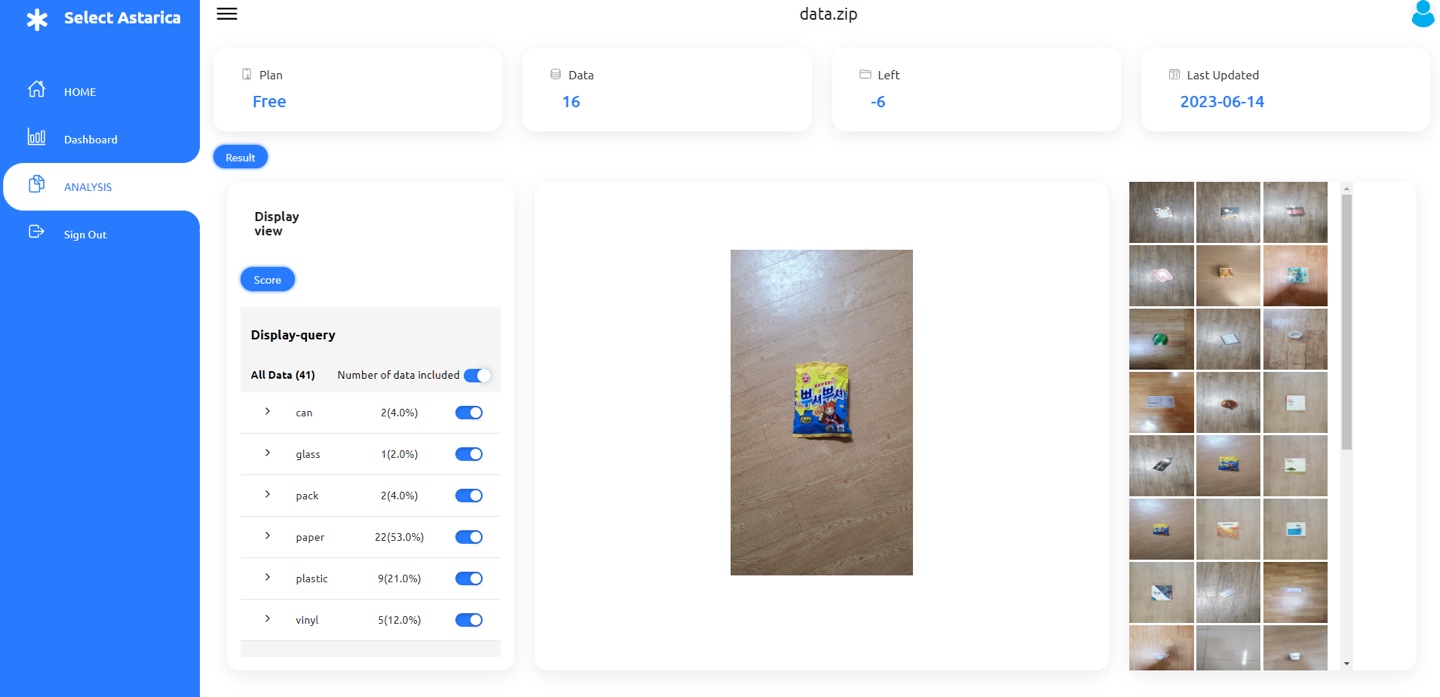 Select Astarica
data.zip
HOME
Dashboard
ANALYSIS
Sign Out
Plan
Free
Data
16
Left
-6
Last Updated
2023-06-14
Result
Display
view
Score
Display-query
All Data (41) Number of data included
can 2(4.0%)
glass 1(2.0%)
pack 2(4.0%)
paper 22(53.0%)
plastic 9(21.0%)
vinyl 5(12.0%)
뿌셔뿌셔